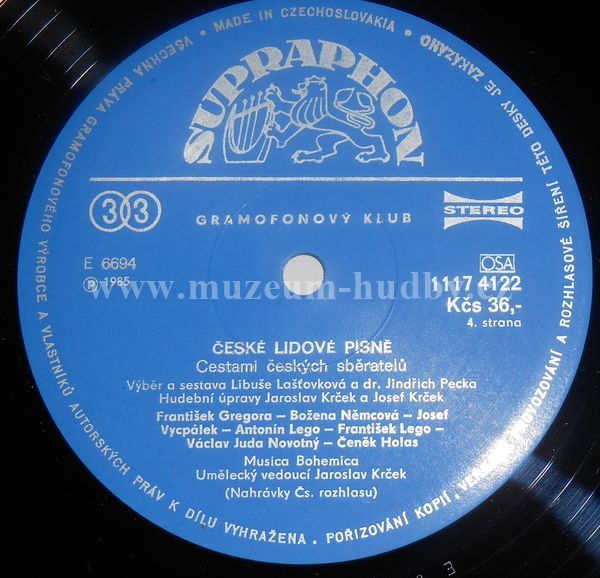 VŠECHNA PRÁVA GRAMOFONOVÉHO VÝROBCE A VLASTNÍKŮ AUTORSKÝCH PRÁV K DÍLU VYHRAŽENA. POŘIZOVÁNÍ KOPIÍ, PROVOZOVÁNÍ A ROZHLASOVÉ ŠÍŘENÍ TÉTO DESKY JE ZAKÁZÁNO • MADE IN CZECHOSLOVAKIA •
SUPRAPHON
33
GRAMOFONOVÝ KLUB
STEREO
E 6694
℗ 1985
OSA
1117 4122
Kčs 36,-
4. strana
www.muzeum-hudby.cz
ČESKÉ LIDOVÉ PÍSNĚ
Cestami českých sběratelů
Výběr a sestava Libuše Lašťovková a dr. Jindřich Pecka
Hudební úpravy Jaroslav Krček a Josef Krček
František Gregora – Božena Němcová – Josef
Vycpálek – Antonín Lego – František Lego –
Václav Juda Novotný – Čeněk Holas
Musica Bohemica
Umělecký vedoucí Jaroslav Krček
(Nahrávky Čs. rozhlasu)